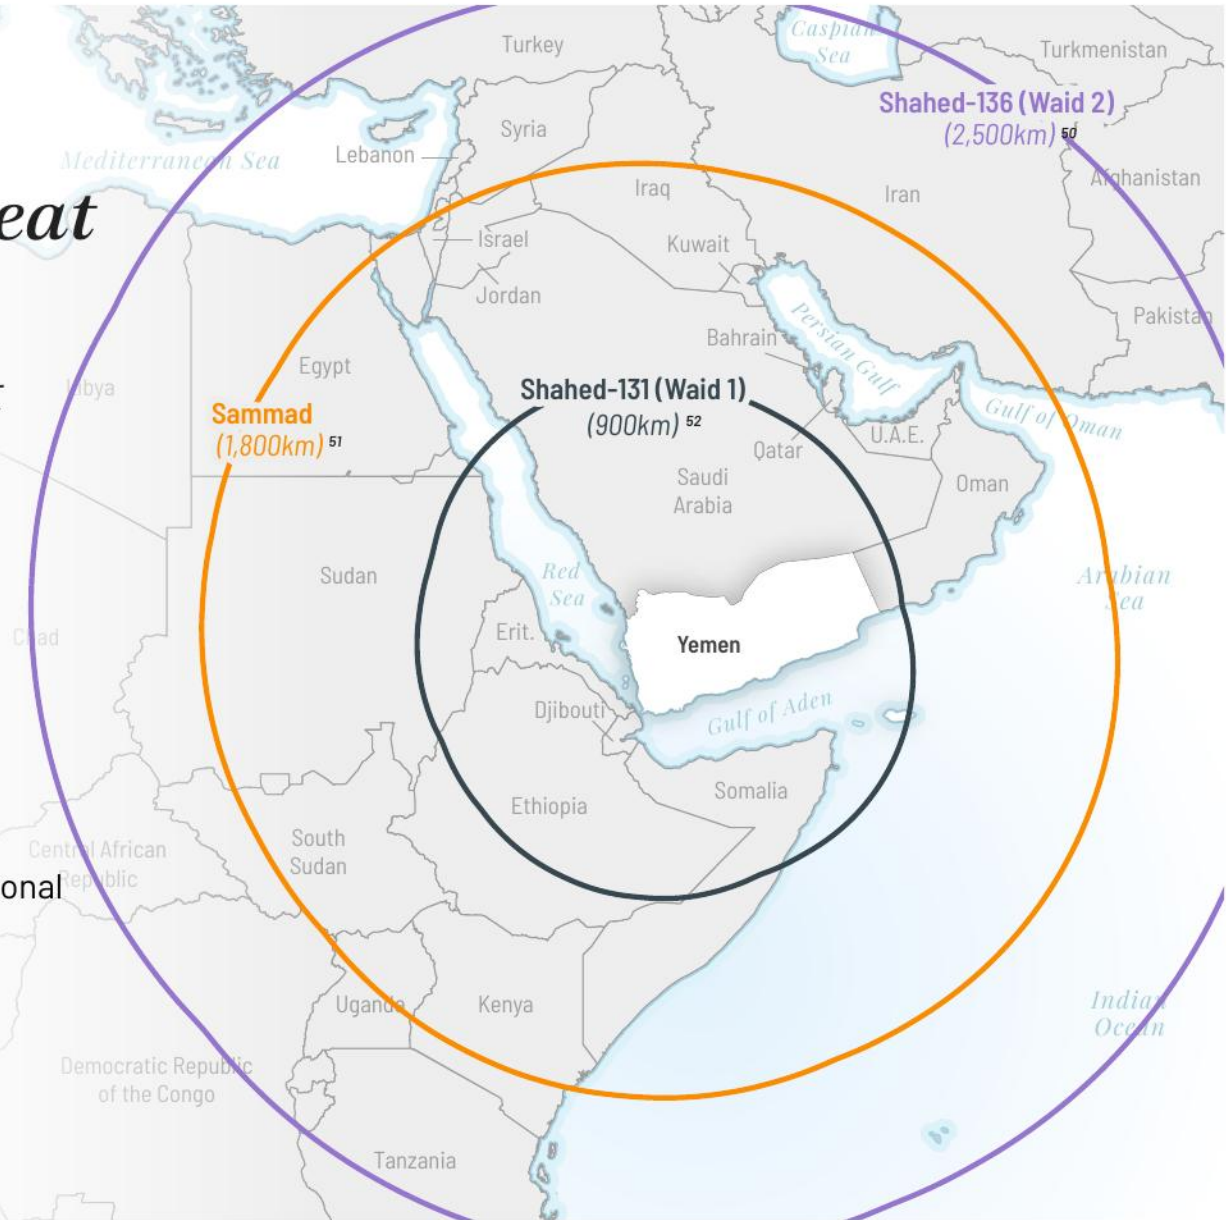 Caspian
Sea
Turkey
Turkmenistan
Shahed-136 (Waid 2)
(2,500km) 50
Syria
Lebanon
Mediterranean Sea
Afghanistan
Iraq
Iran
eat
Israel
Kuwait
Jordan
Pakistan
Persian Gulf
Bahrain
Egypt
Libya
Shahed-131 (Waid 1)
(900km) 52
Sammad
(1,800km) 51
Gulf of Oman
U.A.E.
Qatar
Saudi
Arabia
Oman
Sudan
Red
Sea
Arabian
Sea
Erit.
Chad
Yemen
Djibouti
Gulf of Aden
Ethiopia
Somalia
South
Sudan
Central African
Republic
onal
Uganda
Kenya
Indian
Ocean
Democratic Republic
of the Congo
Tanzania